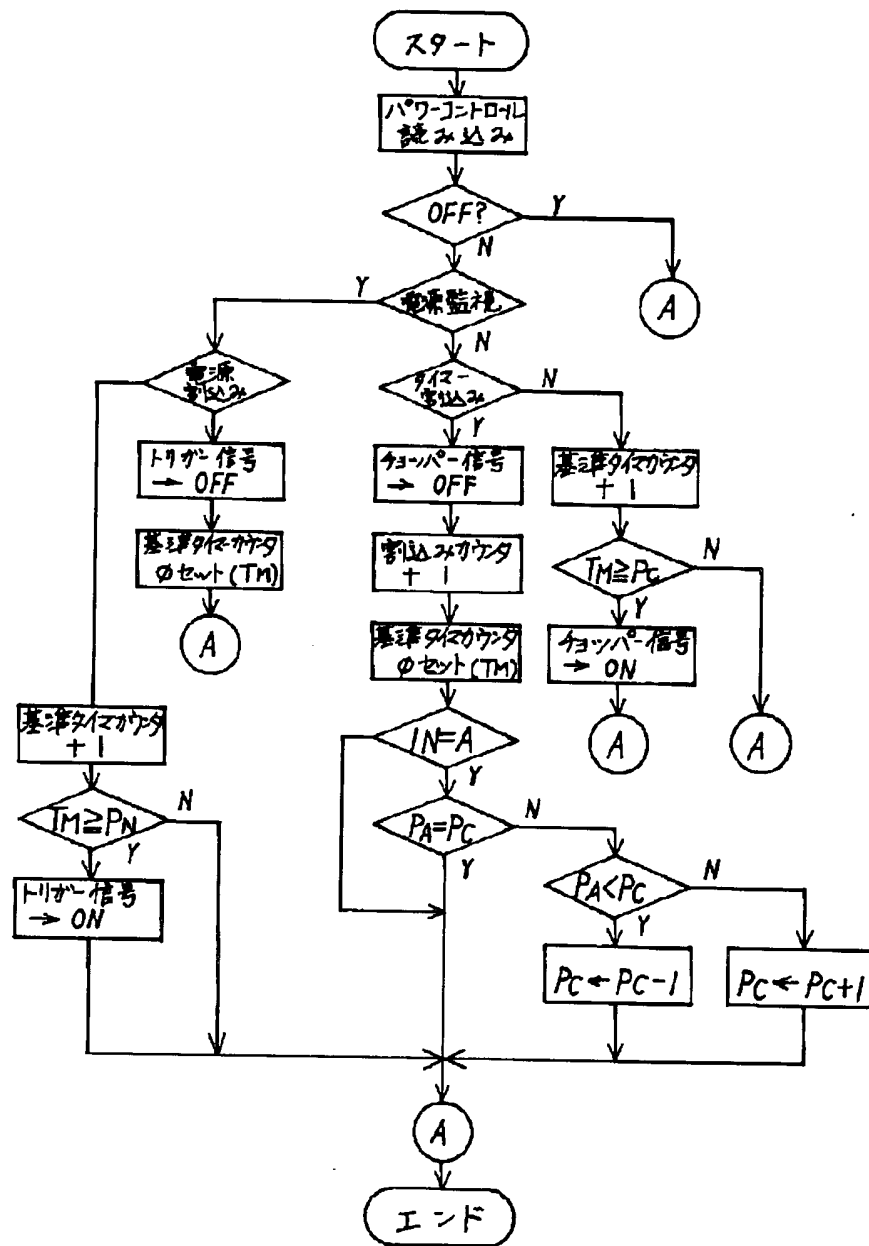 スタート
パワーコントロール
読み込み
OFF?
Y
N
A
電源監視
Y
N
電源
割込み
タイマー
割込み
N
Y
トリガー信号
→ OFF
チョッパー信号
→ OFF
基準タイマカウンタ
+ 1
基準タイマーカウンタ
φセット(TM)
割込みカウンタ
+ 1
TM≧PC
N
Y
A
基準タイマカウンタ
φセット(TM)
チョッパー信号
→ ON
基準タイマカウンタ
+ 1
IN=A
Y
A
A
TM≧PN
N
Y
PA=PC
N
Y
トリガー信号
→ ON
PA<PC
N
Y
PC←PC-1
PC←PC+1
A
エンド